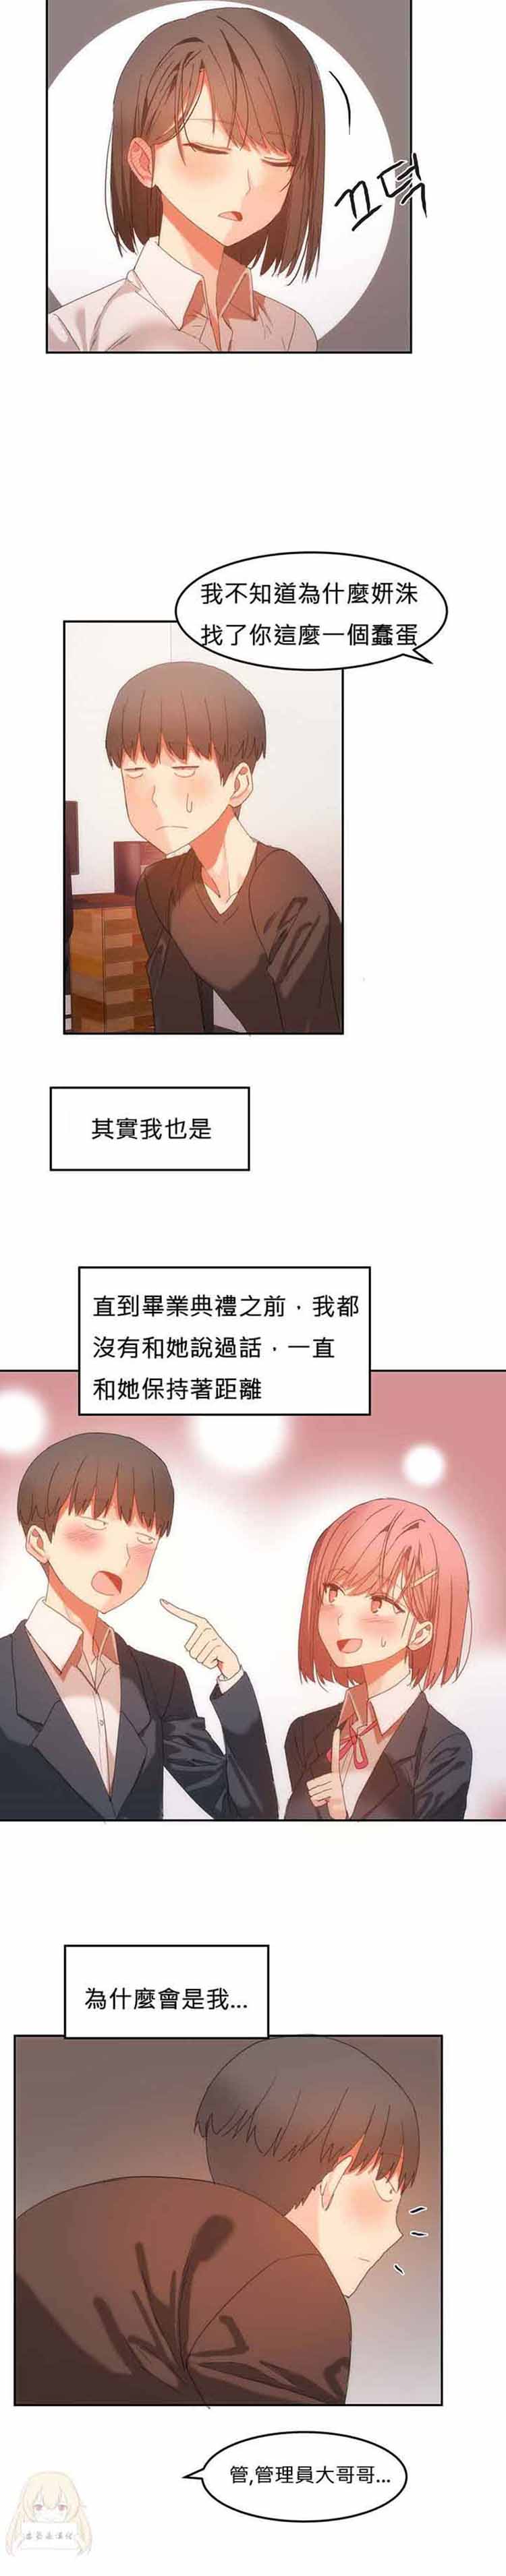 끄덕
我不知道為什麼妍洙
找了你這麼一個蠢蛋
其實我也是
直到畢業典禮之前，我都
沒有和她說過話，一直
和她保持著距離
為什麼會是我...
管,管理員大哥哥...